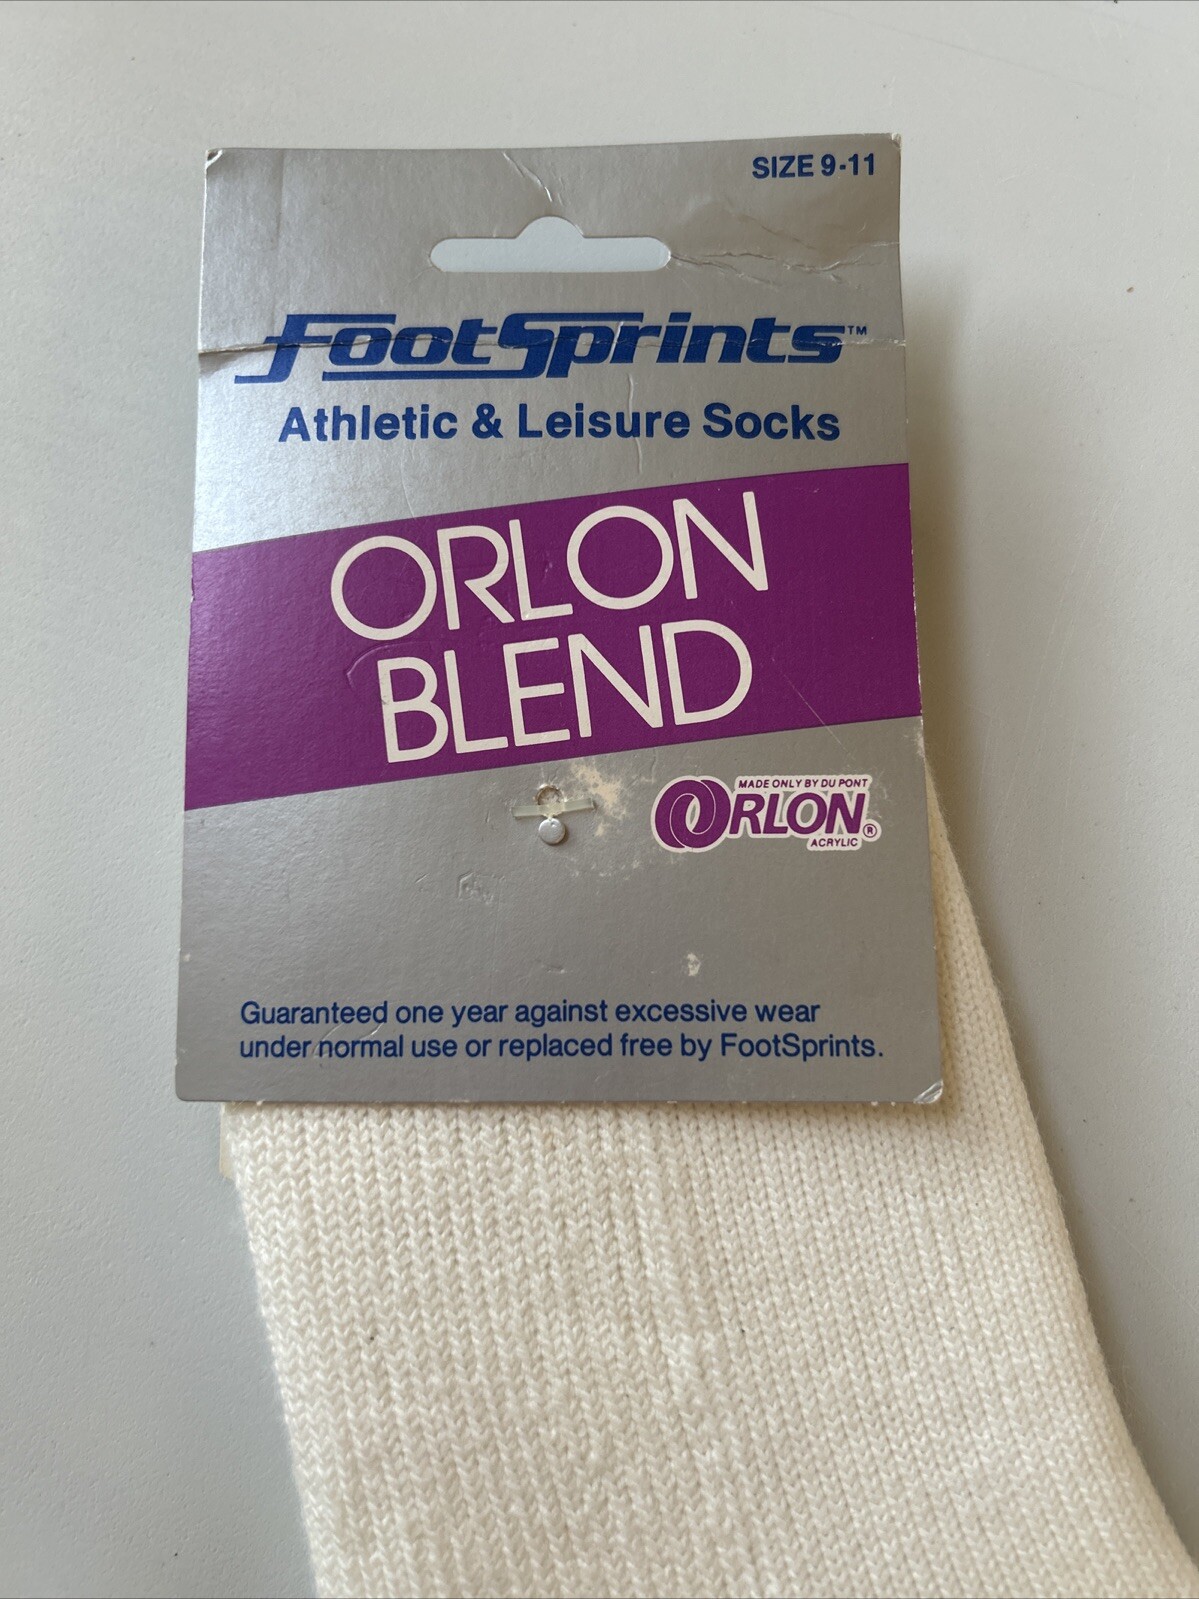 SIZE 9-11
FootSprints™
Athletic & Leisure Socks
ORLON
BLEND
MADE ONLY BY DU PONT
ORLON®
ACRYLIC
Guaranteed one year against excessive wear
under normal use or replaced free by FootSprints.